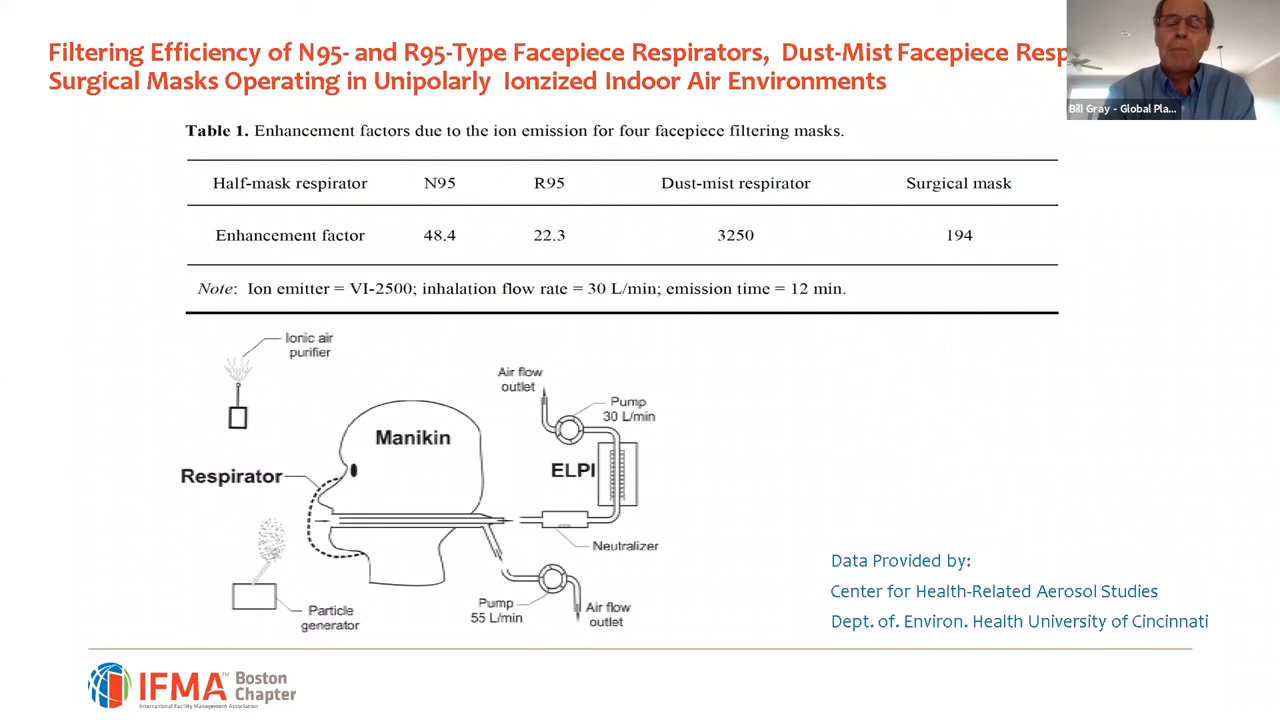 Filtering Efficiency of N95- and R95-Type Facepiece Respirators, Dust-Mist Facepiece Resp
Surgical Masks Operating in Unipolarly Ionzized Indoor Air Environments
Bill Gray - Global Pla...
Table 1. Enhancement factors due to the ion emission for four facepiece filtering masks.
Half-mask respirator N95 R95 Dust-mist respirator Surgical mask
Enhancement factor 48.4 22.3 3250 194
Note: Ion emitter = VI-2500; inhalation flow rate = 30 L/min; emission time = 12 min.
Ionic air
purifier
Air flow
outlet
Pump
30 L/min
Manikin
Respirator
ELPI
Neutralizer
Particle
generator
Pump
55 L/min
Air flow
outlet
Data Provided by:
Center for Health-Related Aerosol Studies
Dept. of. Environ. Health University of Cincinnati
IFMA™
Boston
Chapter
International Facility Management Association